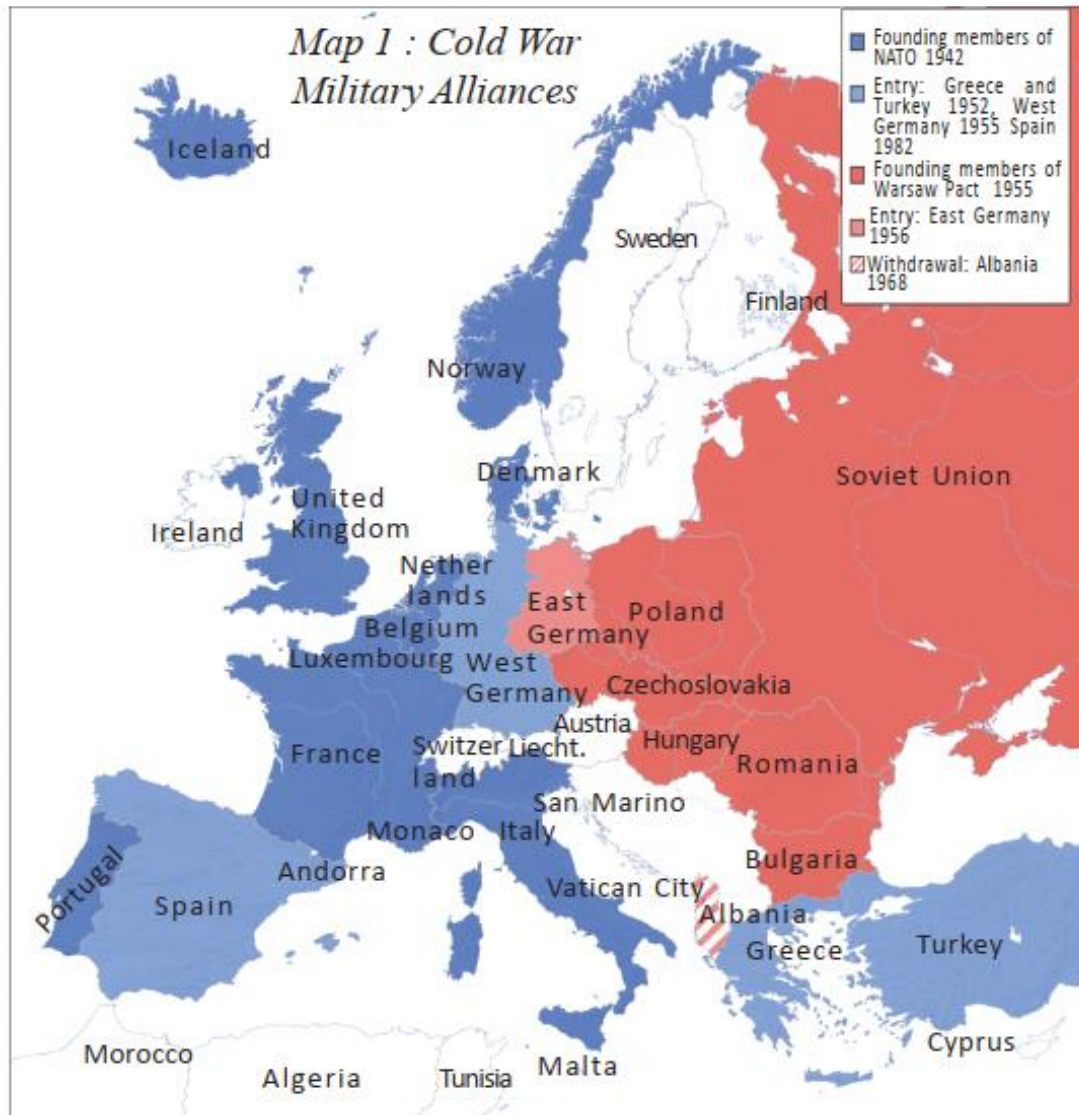 Map 1 : Cold War
Military Alliances
Founding members of
NATO 1942
Entry: Greece and
Turkey 1952, West
Germany 1955 Spain
1982
Founding members of
Warsaw Pact 1955
Entry: East Germany
1956
Withdrawal: Albania
1968
Iceland
Sweden
Finland
Norway
Denmark
Soviet Union
United
Kingdom
Ireland
Nether
lands
East
Germany
Poland
Belgium
Luxembourg
West
Germany
Czechoslovakia
Austria
France
Switzer
land
Liecht.
Hungary
Romania
San Marino
Monaco
Italy
Bulgaria
Andorra
Portugal
Spain
Vatican City
Albania
Greece
Turkey
Cyprus
Morocco
Algeria
Tunisia
Malta